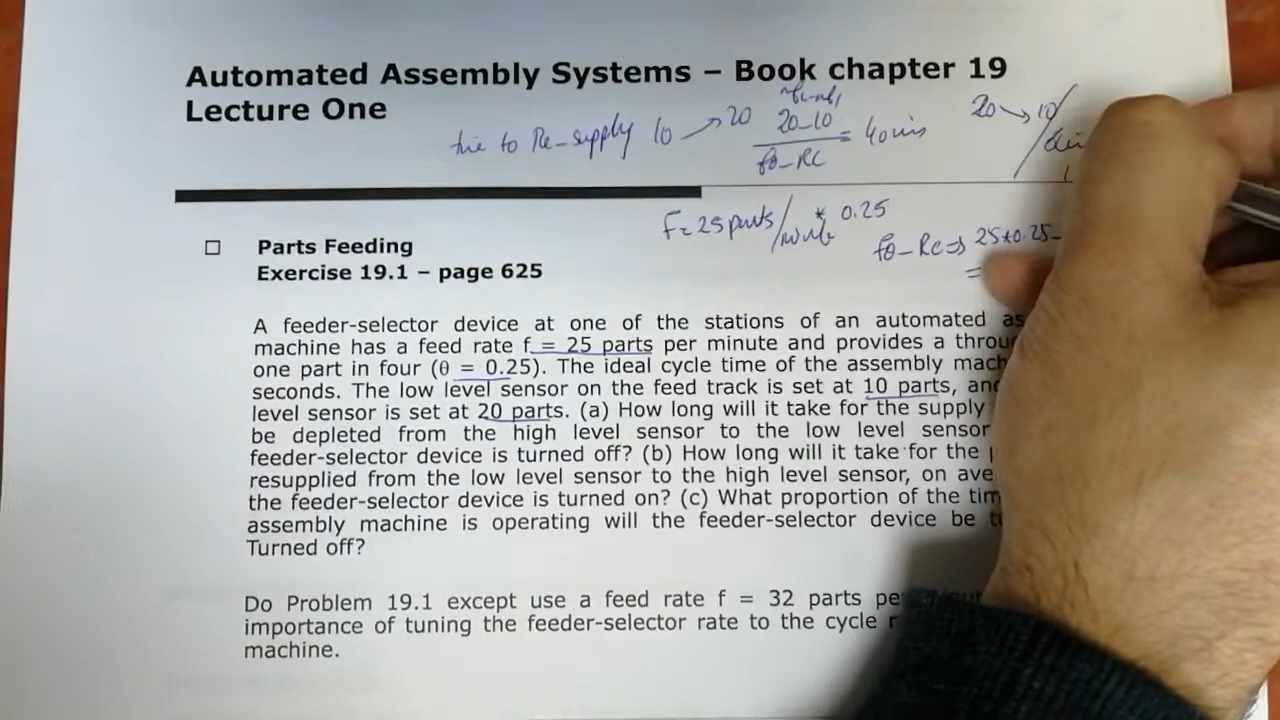 Automated Assembly Systems – Book chapter 19
Lecture One
time to Re-supply 10 → 20 20-10 / fθ-Rc = 40 min
20 → 10
F = 25 parts/minute * 0.25
fθ-Rc ⇒ 25*0.25-
=
Parts Feeding
Exercise 19.1 – page 625
A feeder-selector device at one of the stations of an automated as
machine has a feed rate f = 25 parts per minute and provides a throu
one part in four (θ = 0.25). The ideal cycle time of the assembly mach
seconds. The low level sensor on the feed track is set at 10 parts, and
level sensor is set at 20 parts. (a) How long will it take for the supply
be depleted from the high level sensor to the low level sensor
feeder-selector device is turned off? (b) How long will it take for the
resupplied from the low level sensor to the high level sensor, on ave
the feeder-selector device is turned on? (c) What proportion of the tim
assembly machine is operating will the feeder-selector device be
Turned off?
Do Problem 19.1 except use a feed rate f = 32 parts pe
importance of tuning the feeder-selector rate to the cycle r
machine.